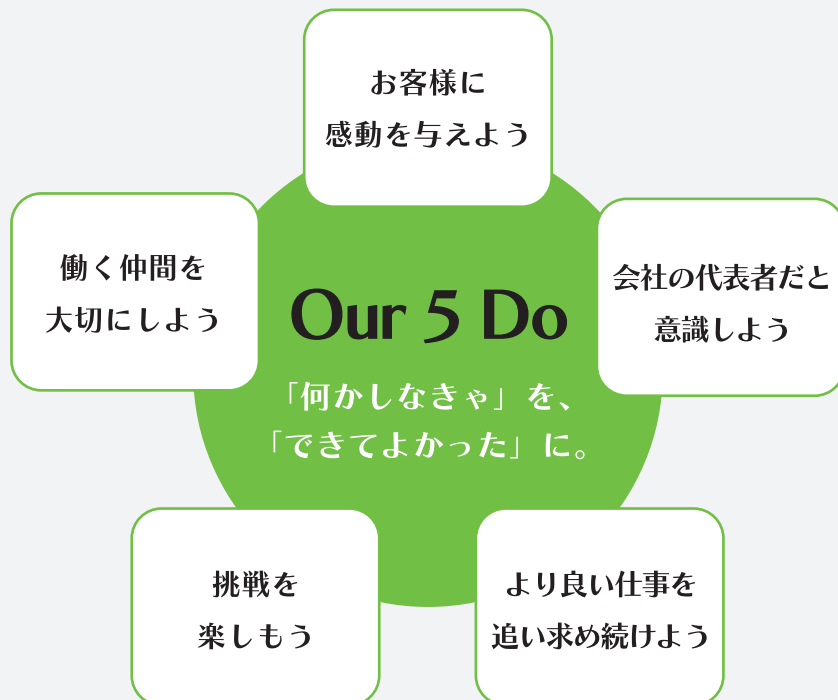 お客様に
感動を与えよう
働く仲間を
大切にしよう
会社の代表者だと
意識しよう
Our 5 Do
「何かしなきゃ」を、
「できてよかった」に。
挑戦を
楽しもう
より良い仕事を
追い求め続けよう